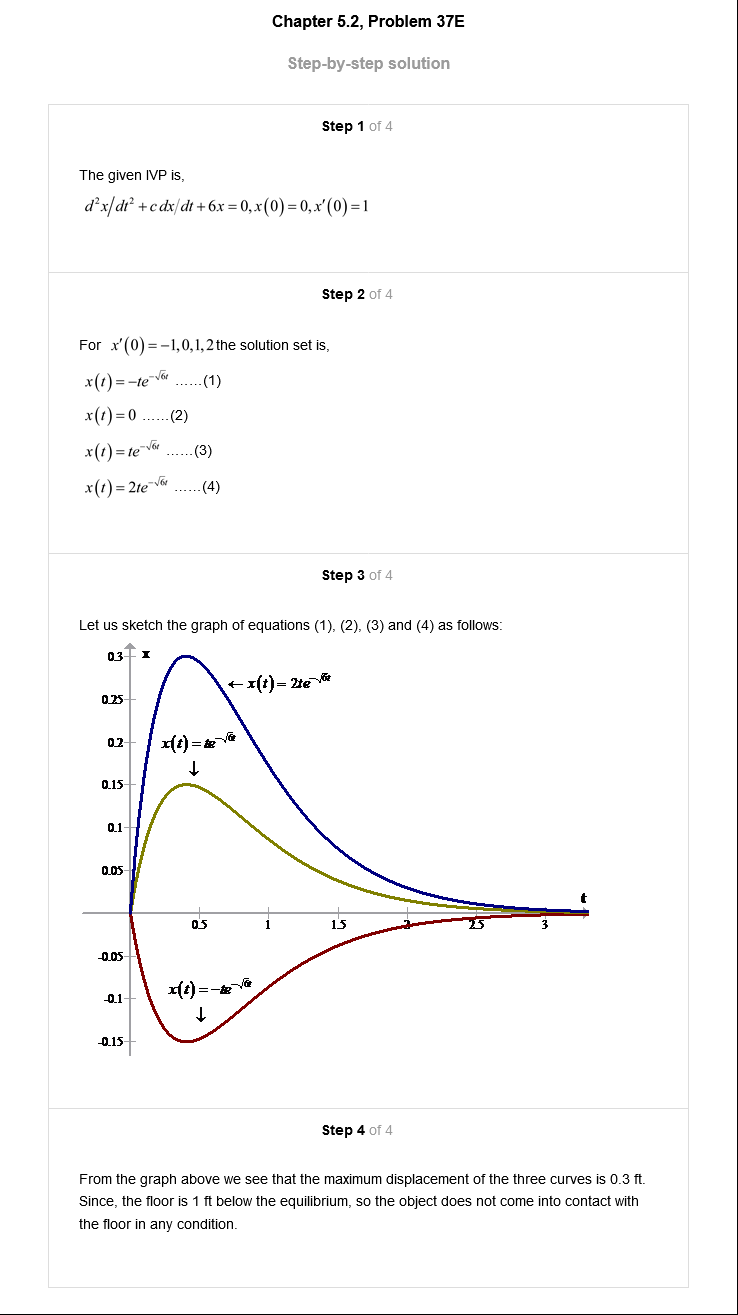 Chapter 5.2, Problem 37E
Step-by-step solution
Step 1 of 4
The given IVP is,
d²x/dt² + c dx/dt + 6x = 0, x(0) = 0, x′(0) = 1
Step 2 of 4
For x′(0) = −1, 0, 1, 2 the solution set is,
x(t) = −te^{−√6t} ……(1)
x(t) = 0 ……(2)
x(t) = te^{−√6t} ……(3)
x(t) = 2te^{−√6t} ……(4)
Step 3 of 4
Let us sketch the graph of equations (1), (2), (3) and (4) as follows:
0.3 x
← x(t) = 2te^{−√6t}
0.25
0.2 x(t) = te^{−√6t}
↓
0.15
0.1
0.05
t
0.5 1 1.5 2 2.5 3
-0.05
x(t) = −te^{−√6t}
-0.1
↓
-0.15
Step 4 of 4
From the graph above we see that the maximum displacement of the three curves is 0.3 ft.
Since, the floor is 1 ft below the equilibrium, so the object does not come into contact with
the floor in any condition.